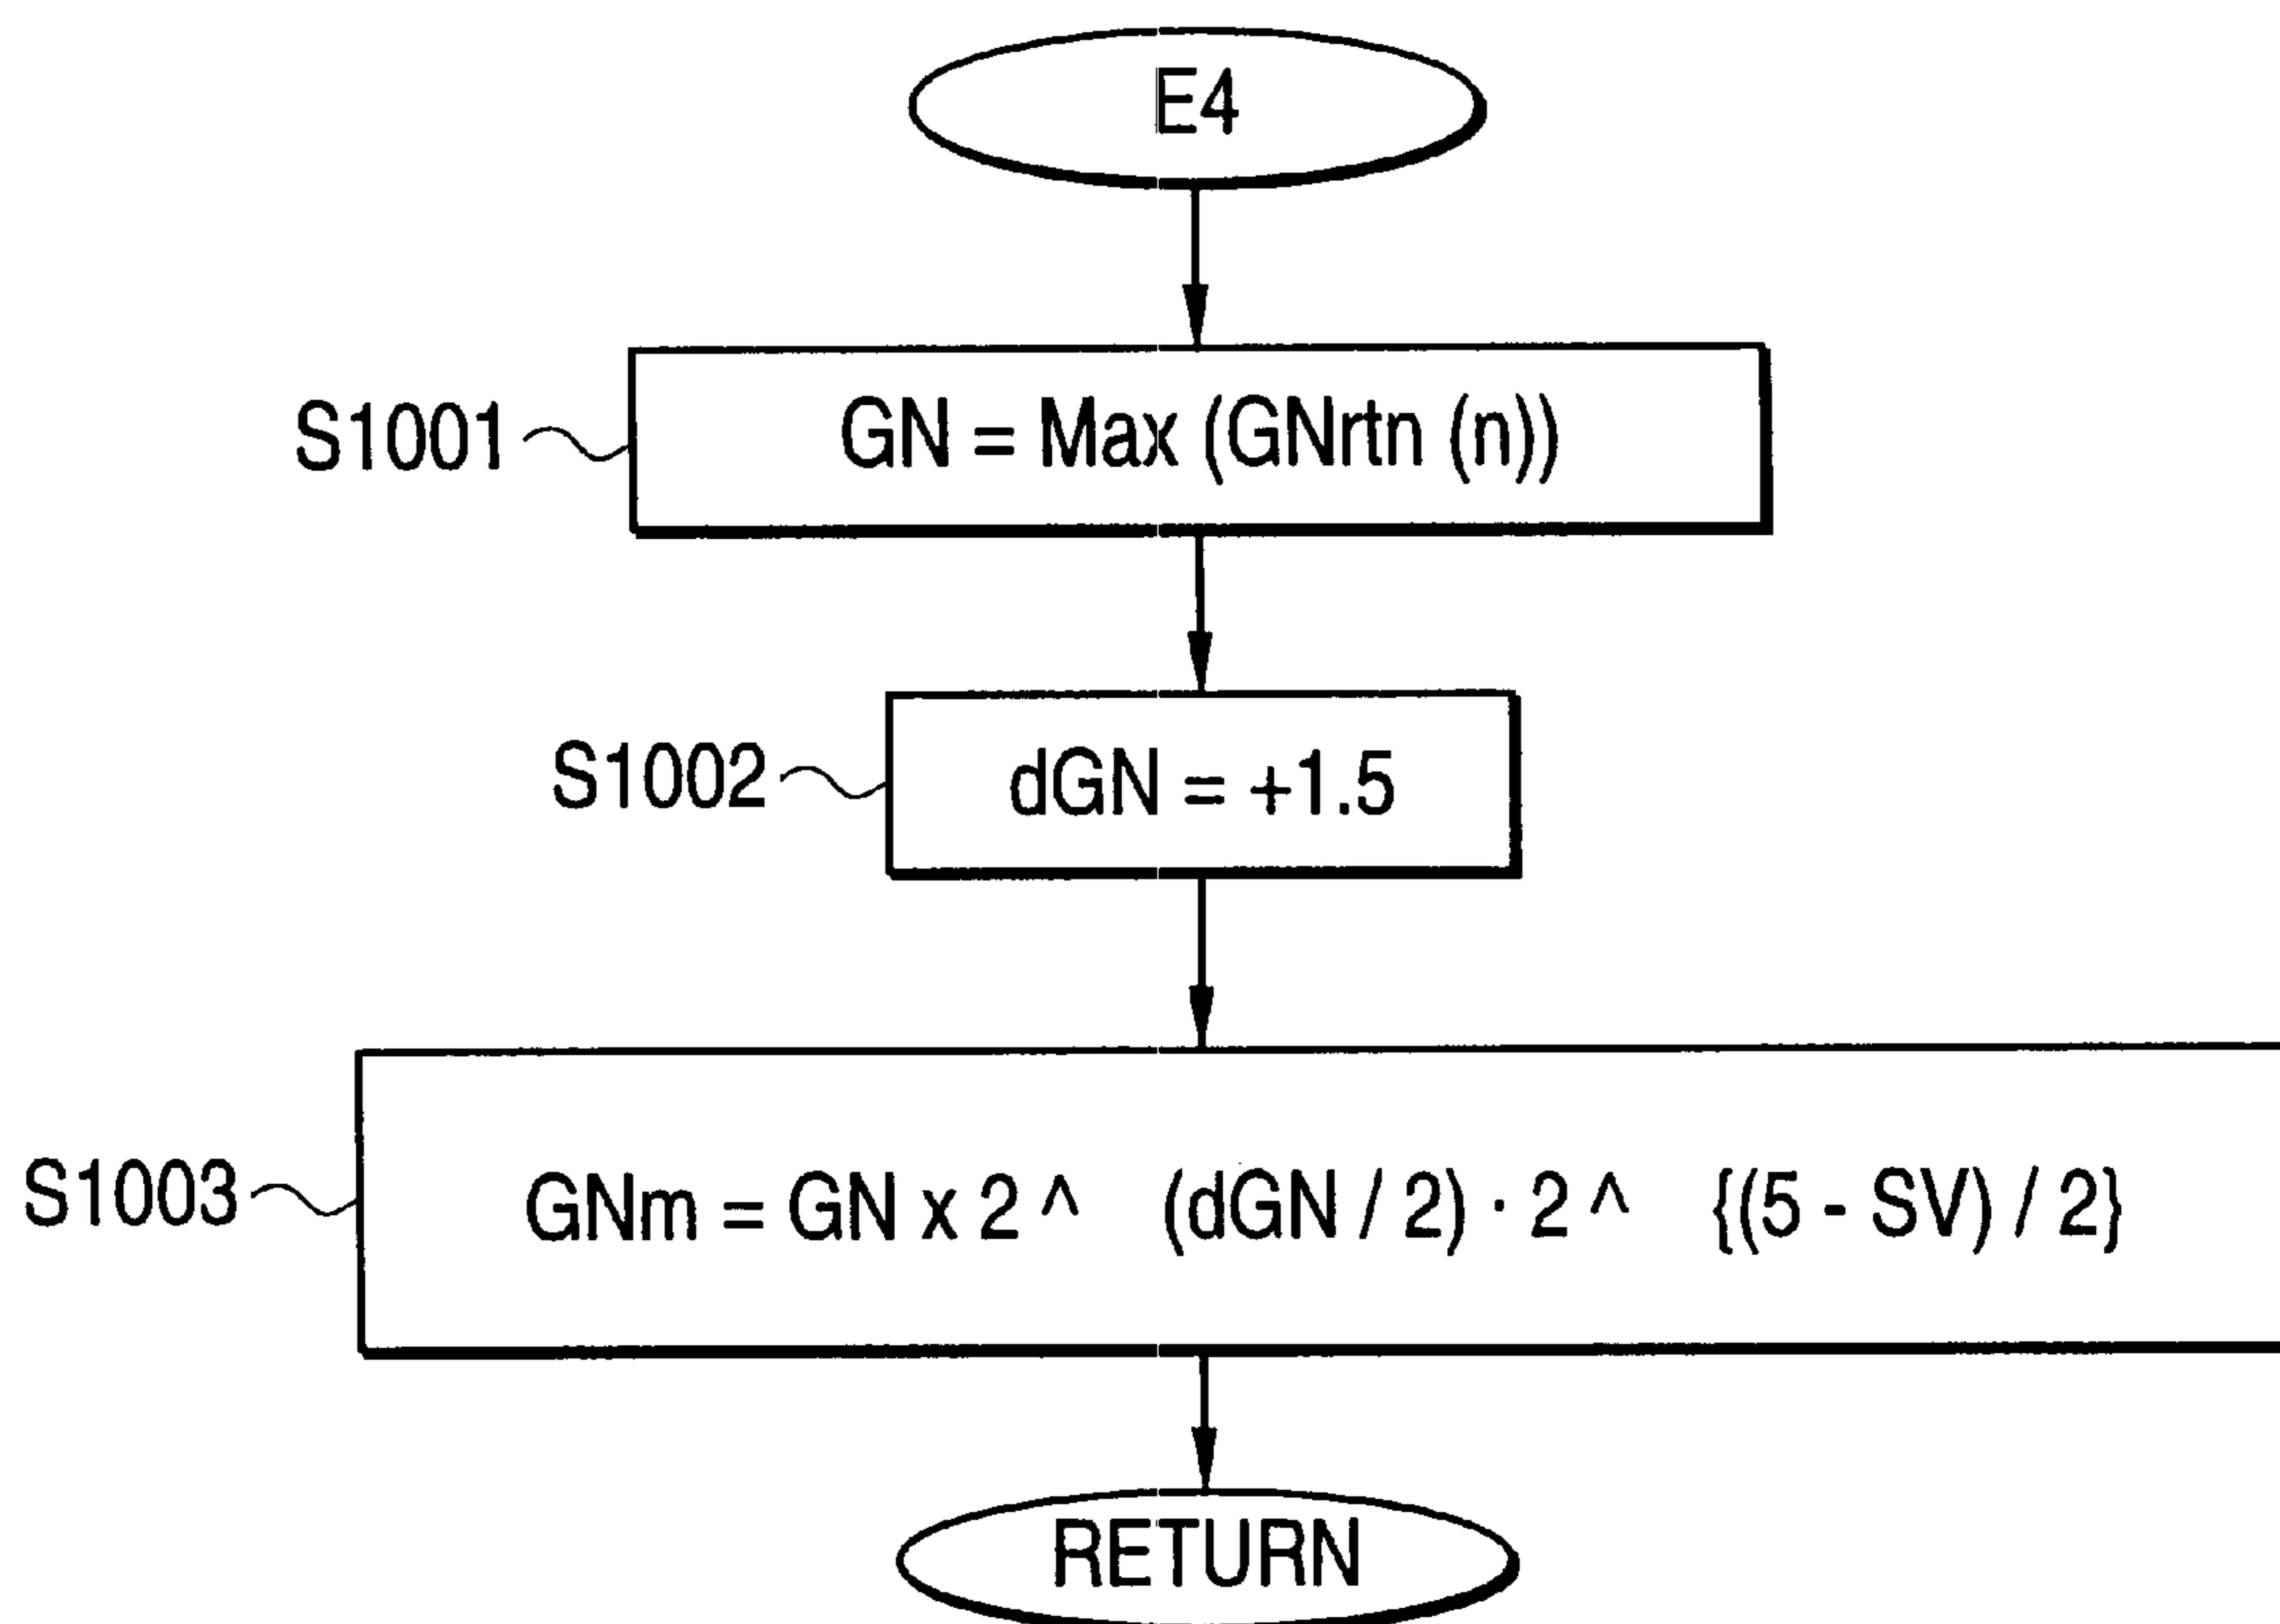 E4
S1001
GN = Max (GNrtn (n))
S1002
dGN = +1.5
S1003
GNm = GN x 2 ^ (dGN / 2) · 2 ^ {(5 - SV) / 2}
RETURN